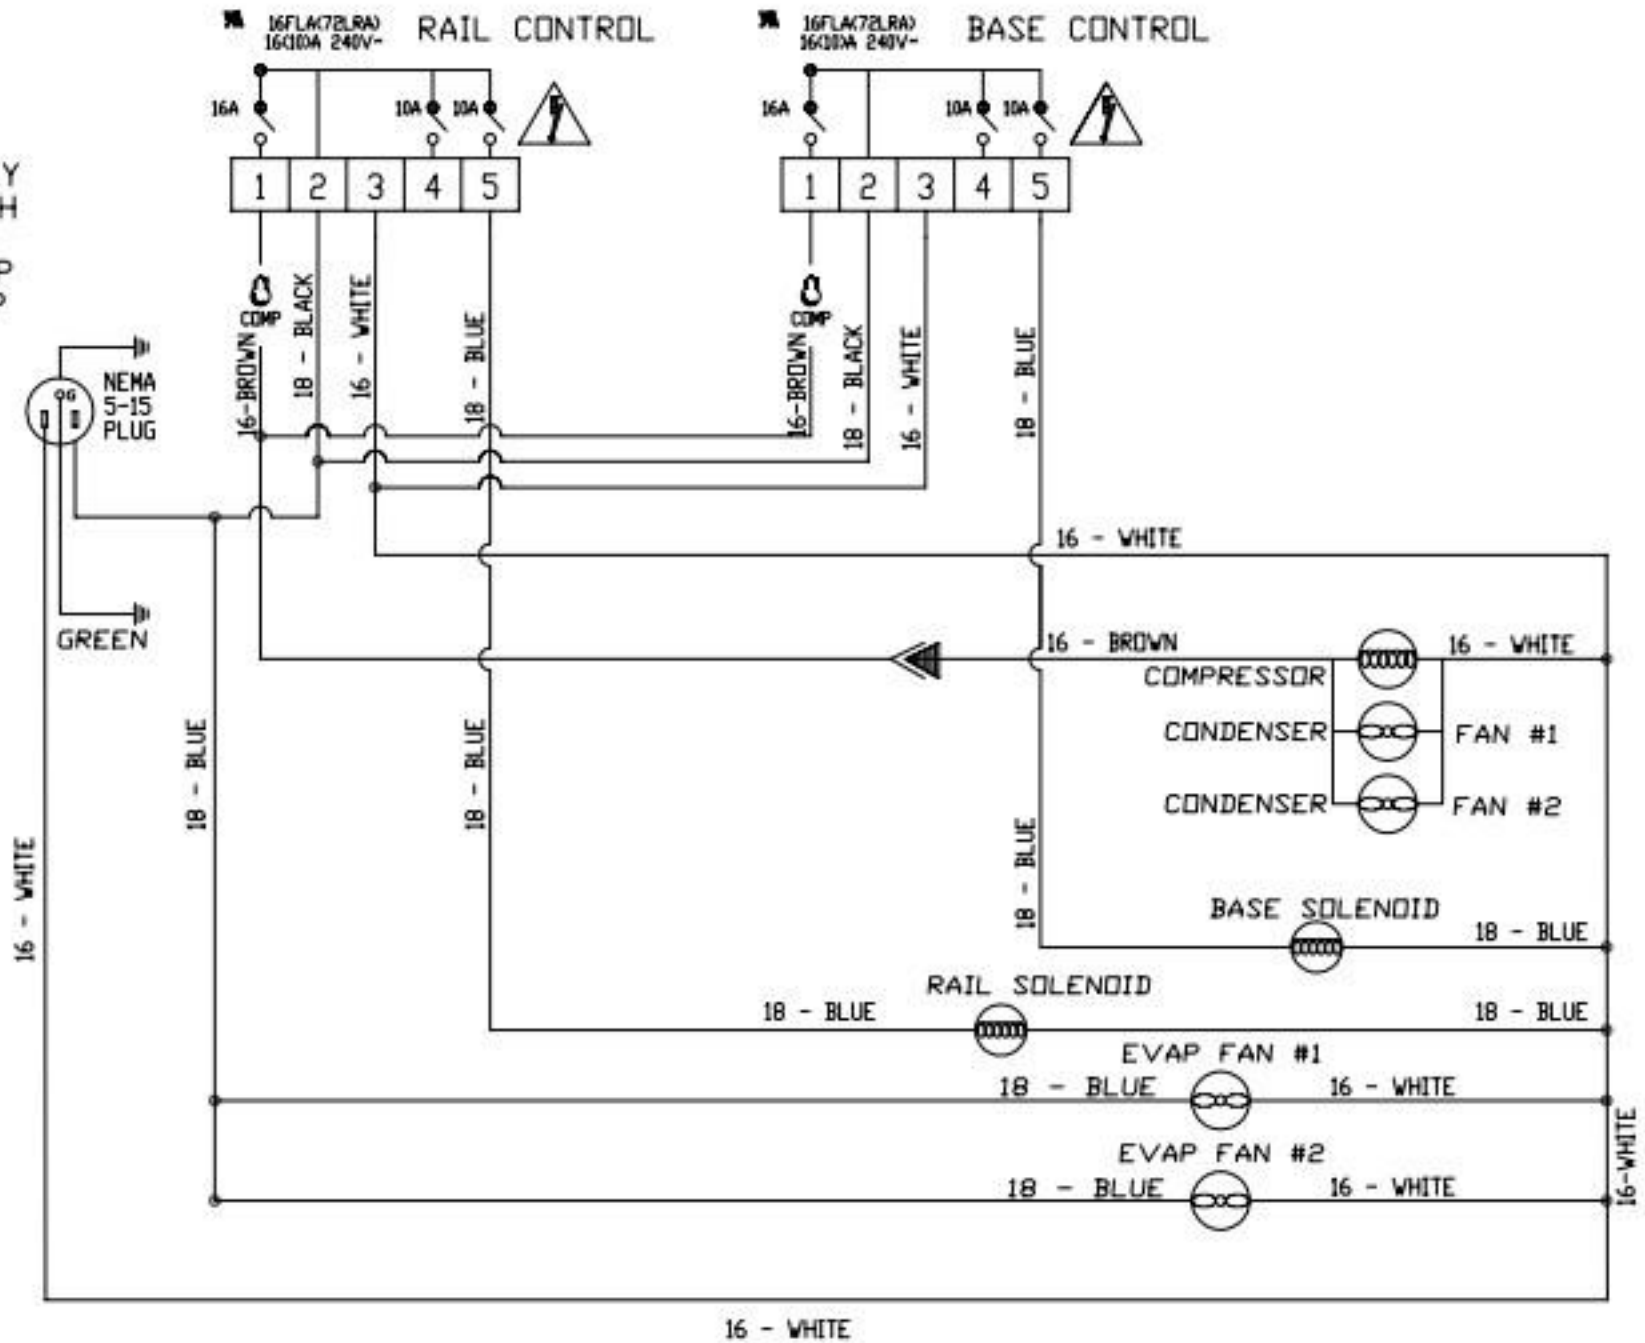 16FLA(72LRA)
16(10)A 240V~
RAIL CONTROL
16FLA(72LRA)
16(10)A 240V~
BASE CONTROL
16A
10A
10A
16A
10A
10A
Y
H
P
1 2 3 4 5
1 2 3 4 5
COMP
16-BROWN
18 - BLACK
16 - WHITE
18 - BLUE
COMP
16-BROWN
18 - BLACK
16 - WHITE
18 - BLUE
G
NEMA
5-15
PLUG
GREEN
16 - WHITE
16 - BROWN
16 - WHITE
COMPRESSOR
CONDENSER FAN #1
CONDENSER FAN #2
18 - BLUE
18 - BLUE
18 - BLUE
16 - WHITE
BASE SOLENOID
18 - BLUE
RAIL SOLENOID
18 - BLUE
18 - BLUE
EVAP FAN #1
18 - BLUE
16 - WHITE
EVAP FAN #2
18 - BLUE
16 - WHITE
16-WHITE
16 - WHITE